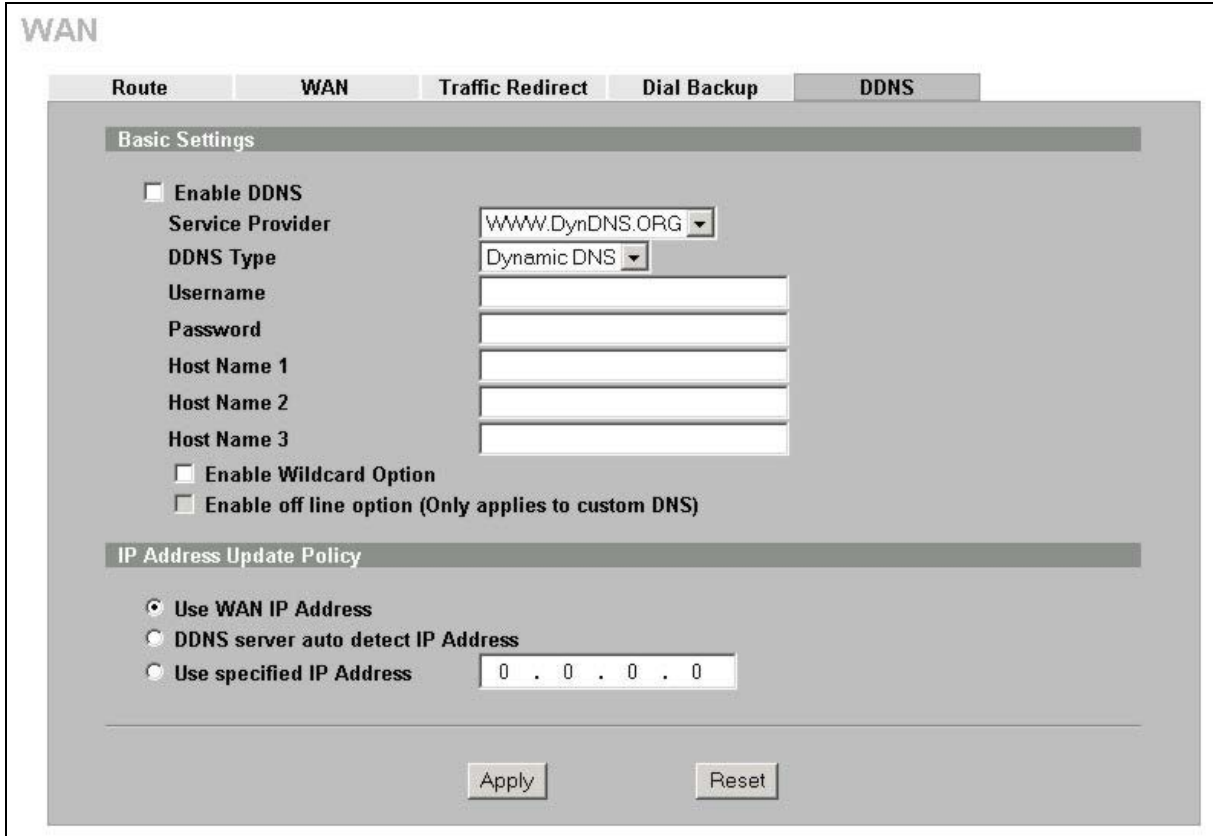 WAN
Route WAN Traffic Redirect Dial Backup DDNS
Basic Settings
Enable DDNS
Service Provider WWW.DynDNS.ORG
DDNS Type Dynamic DNS
Username
Password
Host Name 1
Host Name 2
Host Name 3
Enable Wildcard Option
Enable off line option (Only applies to custom DNS)
IP Address Update Policy
Use WAN IP Address
DDNS server auto detect IP Address
Use specified IP Address 0 . 0 . 0 . 0
Apply Reset